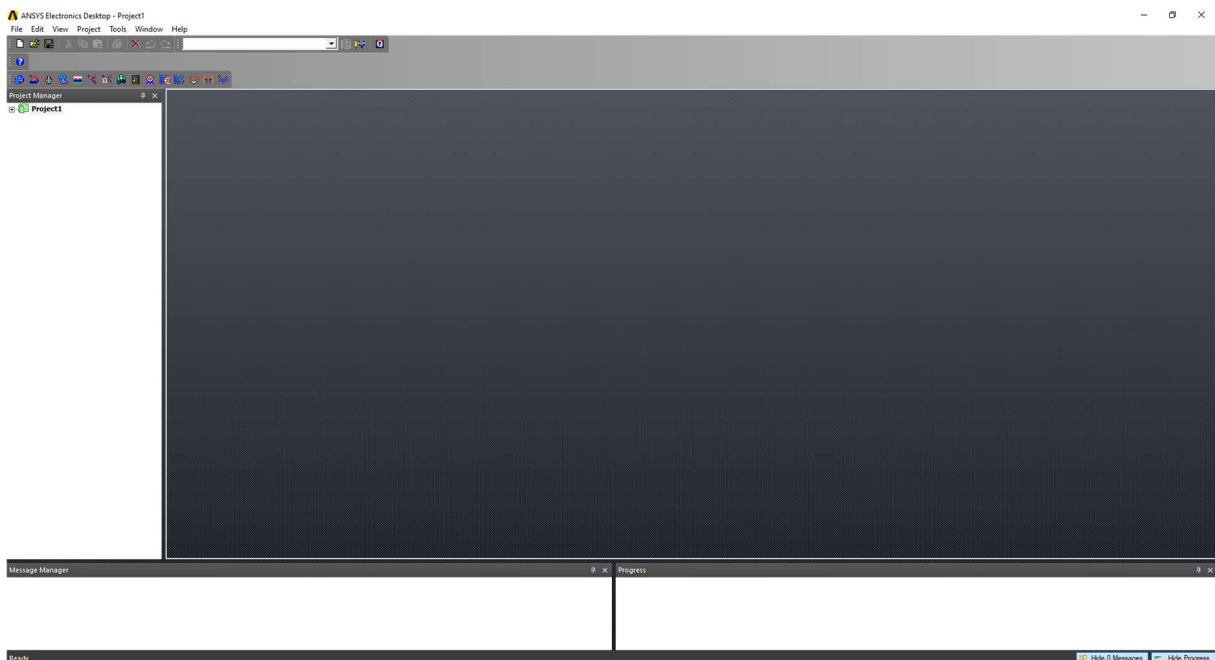 ANSYS Electronics Desktop - Project1
File Edit View Project Tools Window Help
Project Manager
Project1
Message Manager
Progress
Ready
Hide 0 Messages
Hide Progress